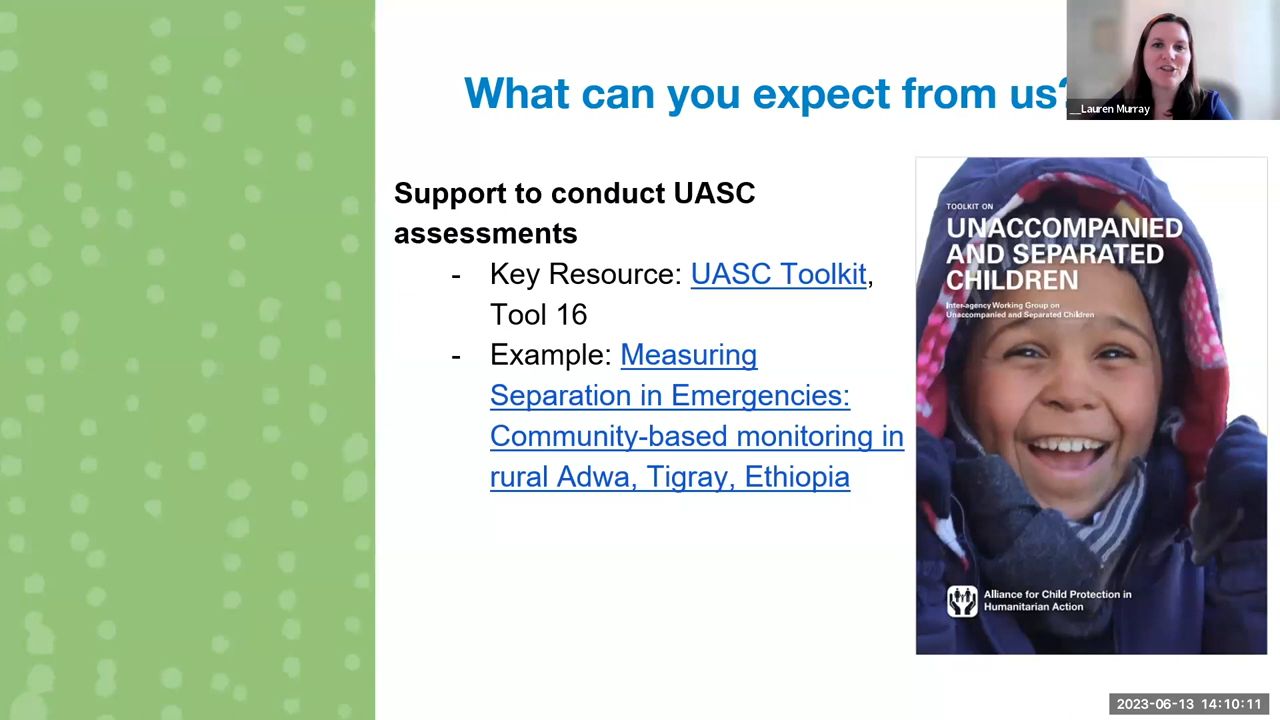 What can you expect from us?
__Lauren Murray
Support to conduct UASC
assessments
- Key Resource: UASC Toolkit,
Tool 16
- Example: Measuring
Separation in Emergencies:
Community-based monitoring in
rural Adwa, Tigray, Ethiopia
TOOLKIT ON
UNACCOMPANIED
AND SEPARATED
CHILDREN
Inter-agency Working Group on
Unaccompanied and Separated Children
Alliance for Child Protection in
Humanitarian Action
2023-06-13 14:10:11